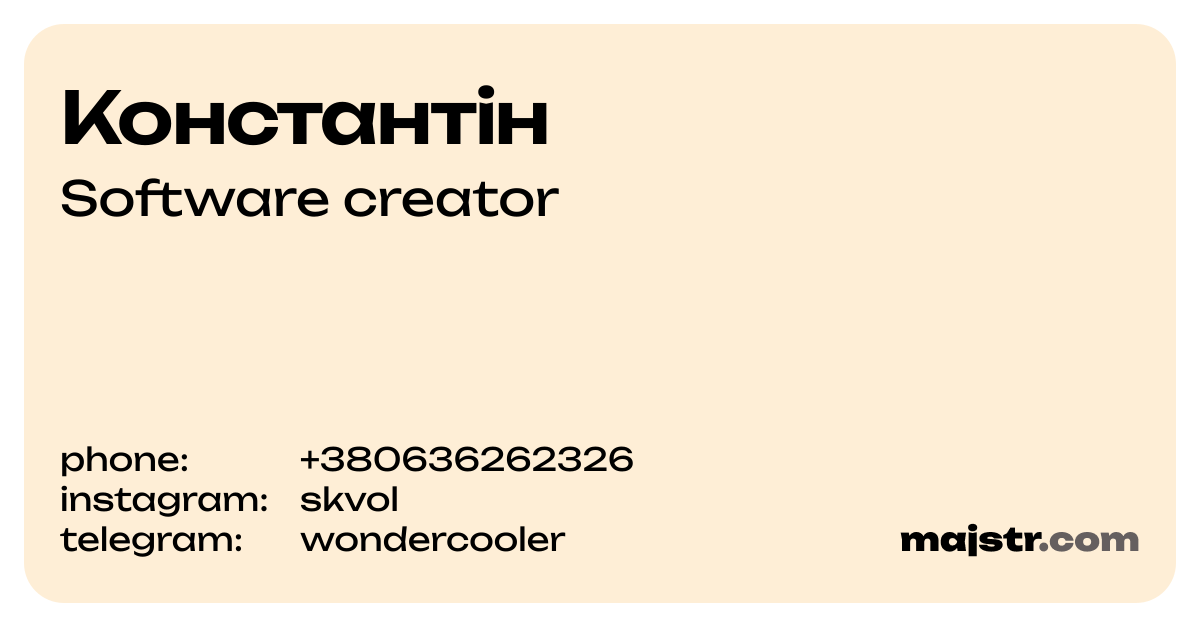 Константін
Software creator
phone: +380636262326
instagram: skvol
telegram: wondercooler
majstr.com